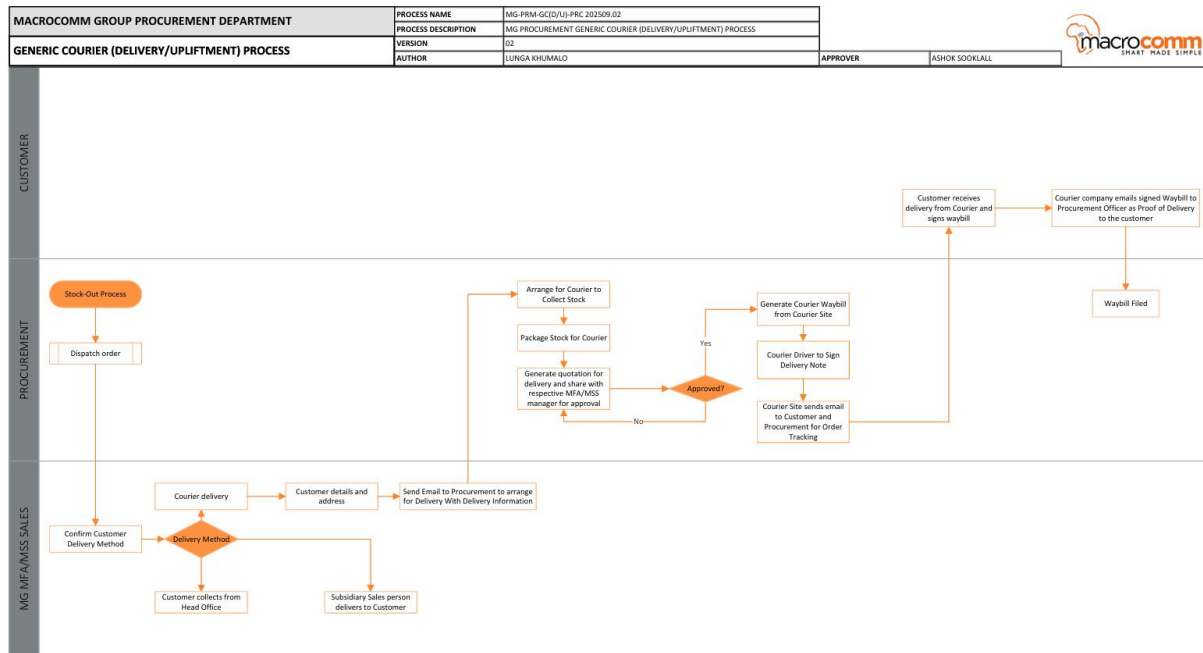 MACROCOMM GROUP PROCUREMENT DEPARTMENT
GENERIC COURIER (DELIVERY/UPLIFTMENT) PROCESS
PROCESS NAME
MG-PRM-GC(D/U)-PRC 202509.02
PROCESS DESCRIPTION
MG PROCUREMENT GENERIC COURIER (DELIVERY/UPLIFTMENT) PROCESS
VERSION
02
AUTHOR
LUNGA KHUMALO
APPROVER
ASHOK SOOKLALL
macrocomm
SMART MADE SIMPLE
CUSTOMER
Customer receives
delivery from Courier and
signs waybill
Courier company emails signed Waybill to
Procurement Officer as Proof of Delivery
to the customer
PROCUREMENT
Stock-Out Process
Dispatch order
Arrange for Courier to
Collect Stock
Package Stock for Courier
Generate quotation for
delivery and share with
respective MFA/MSS
manager for approval
Approved?
Yes
No
Generate Courier Waybill
from Courier Site
Courier Driver to Sign
Delivery Note
Courier Site sends email
to Customer and
Procurement for Order
Tracking
Waybill Filed
MG MFA/MSS SALES
Confirm Customer
Delivery Method
Delivery Method
Courier delivery
Customer details and
address
Send Email to Procurement to arrange
for Delivery With Delivery Information
Customer collects from
Head Office
Subsidiary Sales person
delivers to Customer